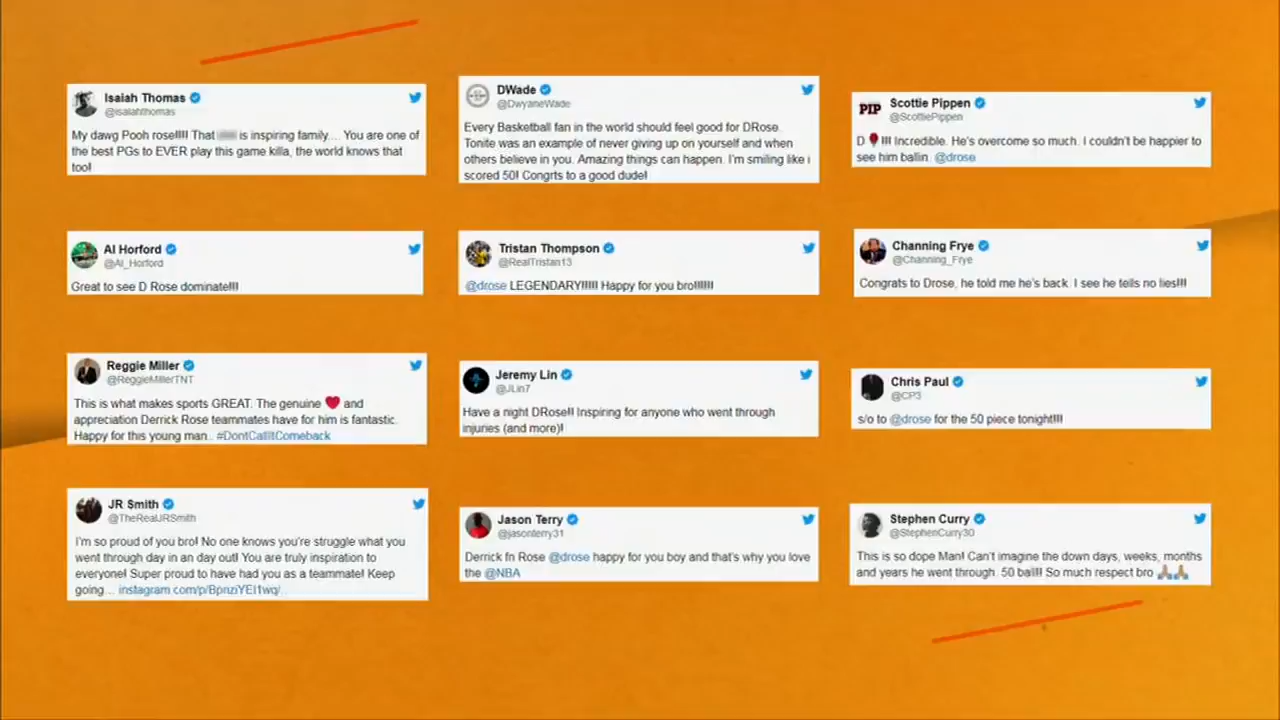 Isaiah Thomas
@isaiahthomas
My dawg Pooh rose!!!! That is inspiring family.... You are one of
the best PGs to EVER play this game killa, the world knows that
too!
DWade
@DwyaneWade
Every Basketball fan in the world should feel good for DRose.
Tonite was an example of never giving up on yourself and when
others believe in you. Amazing things can happen. I'm smiling like i
scored 50! Congrts to a good dude!
PIP
Scottie Pippen
@ScottiePippen
D 🌹!!! Incredible. He's overcome so much. I couldn't be happier to
see him ballin. @drose
Al Horford
@Al_Horford
Great to see D Rose dominate!!!
Tristan Thompson
@RealTristan13
@drose LEGENDARY!!!!!! Happy for you bro!!!!!!!
Channing Frye
@Channing_Frye
Congrats to Drose, he told me he's back. I see he tells no lies!!!
Reggie Miller
@ReggieMillerTNT
This is what makes sports GREAT. The genuine ❤️ and
appreciation Derrick Rose teammates have for him is fantastic.
Happy for this young man.. #DontCallItComeback
Jeremy Lin
@JLin7
Have a night DRose!! Inspiring for anyone who went through
injuries (and more)!
Chris Paul
@CP3
s/o to @drose for the 50 piece tonight!!!!
JR Smith
@TheRealJRSmith
I'm so proud of you bro! No one knows you're struggle what you
went through day in an day out! You are truly inspiration to
everyone! Super proud to have had you as a teammate! Keep
going... instagram.com/p/BpnziYEl1wq/
Jason Terry
@jasonterry31
Derrick fn Rose @drose happy for you boy and that's why you love
the @NBA
Stephen Curry
@StephenCurry30
This is so dope Man! Can't imagine the down days, weeks, months
and years he went through. 50 ball!! So much respect bro 🙏🏽🙏🏽